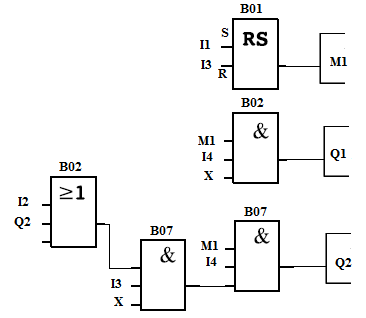 B01
S
RS
I1
I3
R
M1
B02
&
M1
I4
X
Q1
B02
≥1
I2
Q2
B07
&
I3
X
B07
&
M1
I4
Q2